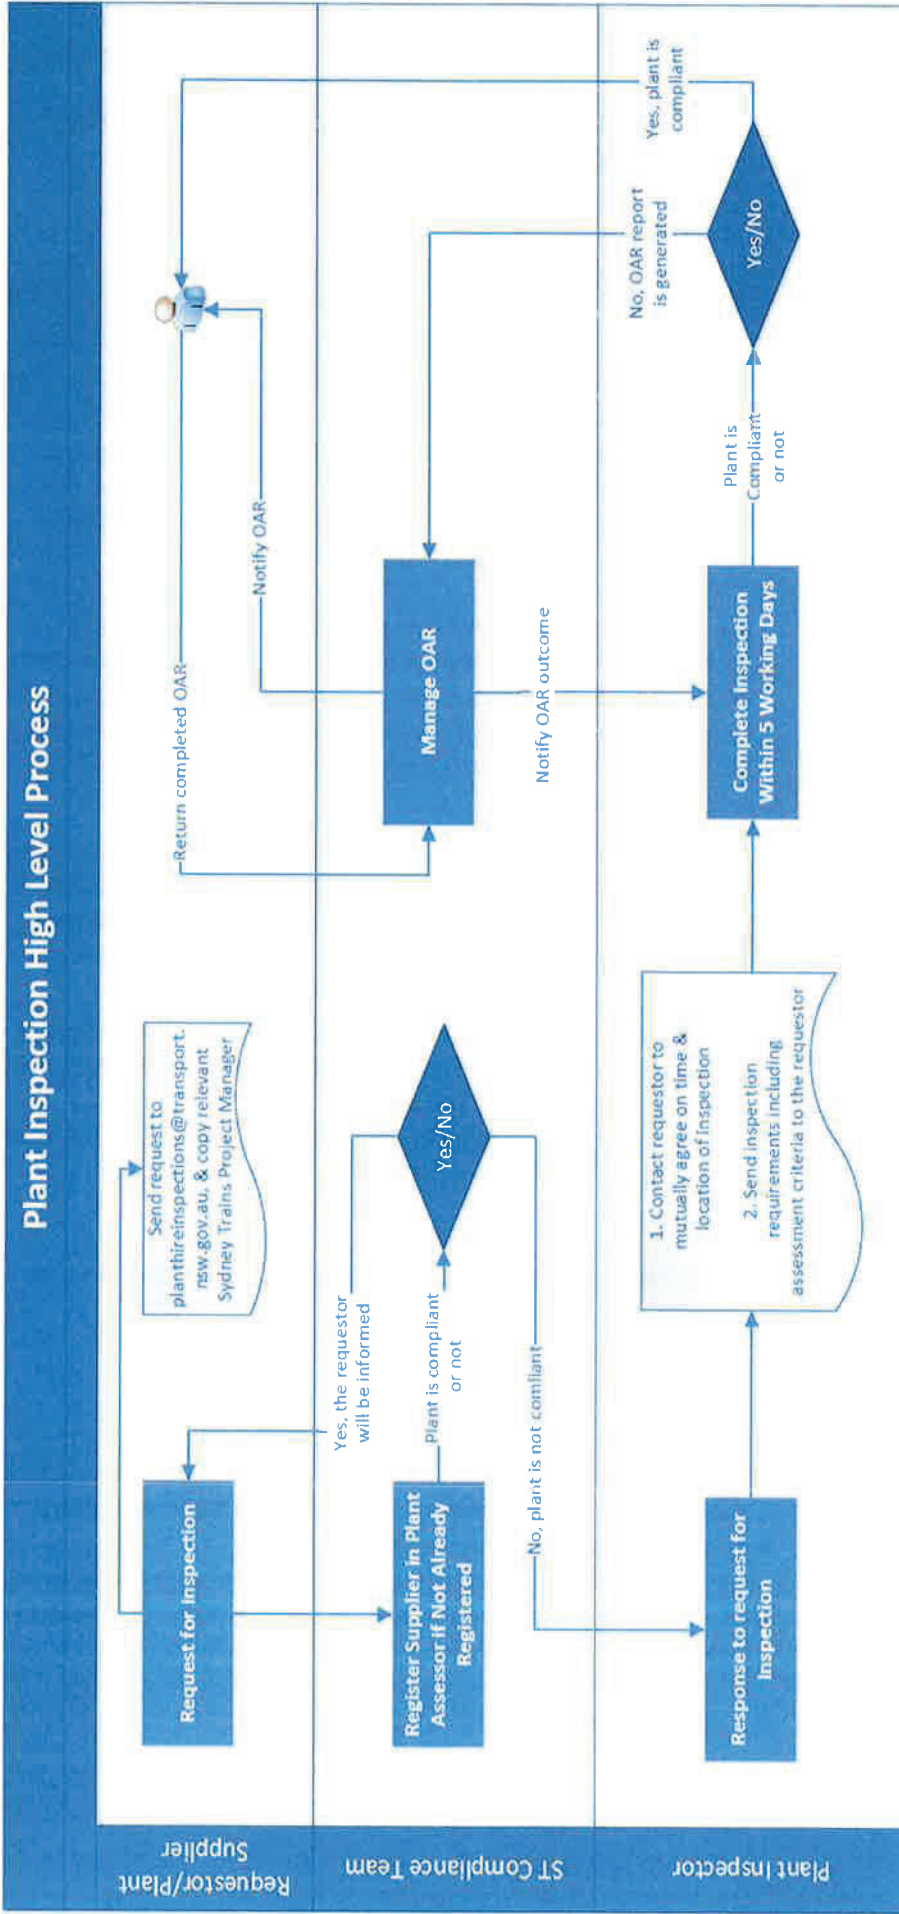 Plant Inspection High Level Process
Requestor/Plant
Supplier
Request for Inspection
Send request to
planthireinspections@transport.
nsw.gov.au, & copy relevant
Sydney Trains Project Manager
Return completed OAR
Notify OAR
ST Compliance Team
Register Supplier in Plant
Assessor if Not Already
Registered
Plant is compliant
or not
Yes/No
Yes, the requestor
will be informed
No, plant is not comliant
Manage OAR
Notify OAR outcome
Plant Inspector
Response to request for
Inspection
1. Contact requestor to
mutually agree on time &
location of Inspection
2. Send inspection
requirements including
assessment criteria to the requestor
Complete Inspection
Within 5 Working Days
Plant is
Compliant
or not
Yes/No
No, OAR report
is generated
Yes, plant is
compliant